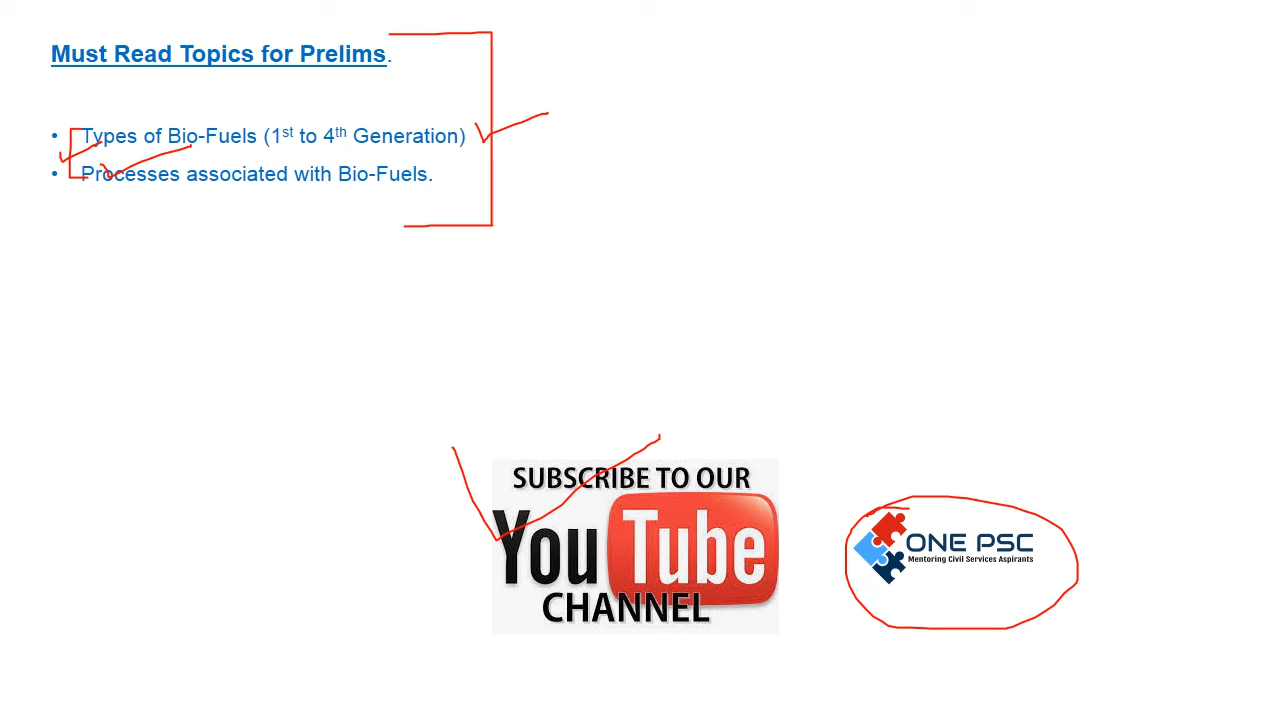 Must Read Topics for Prelims.
• Types of Bio-Fuels (1st to 4th Generation)
• Processes associated with Bio-Fuels.
SUBSCRIBE TO OUR
YouTube
CHANNEL
ONE PSC
Mentoring Civil Services Aspirants